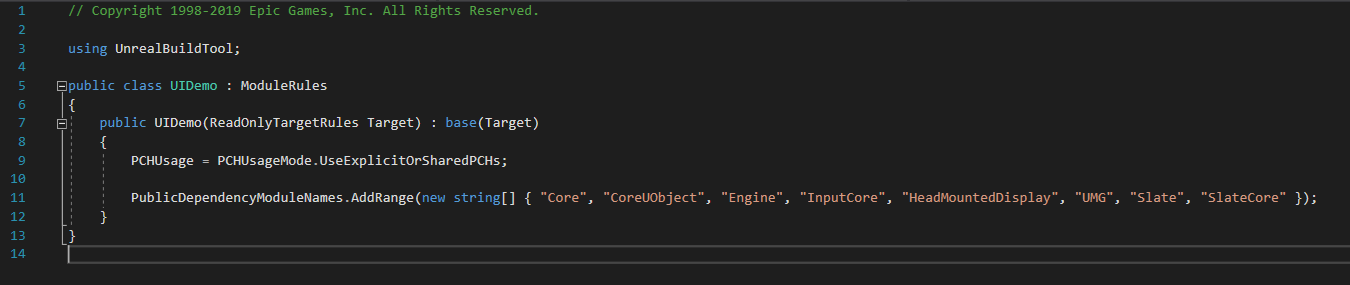 1 // Copyright 1998-2019 Epic Games, Inc. All Rights Reserved.
2
3 using UnrealBuildTool;
4
5 public class UIDemo : ModuleRules
6 {
7 public UIDemo(ReadOnlyTargetRules Target) : base(Target)
8 {
9 PCHUsage = PCHUsageMode.UseExplicitOrSharedPCHs;
10
11 PublicDependencyModuleNames.AddRange(new string[] { "Core", "CoreUObject", "Engine", "InputCore", "HeadMountedDisplay", "UMG", "Slate", "SlateCore" });
12 }
13 }
14